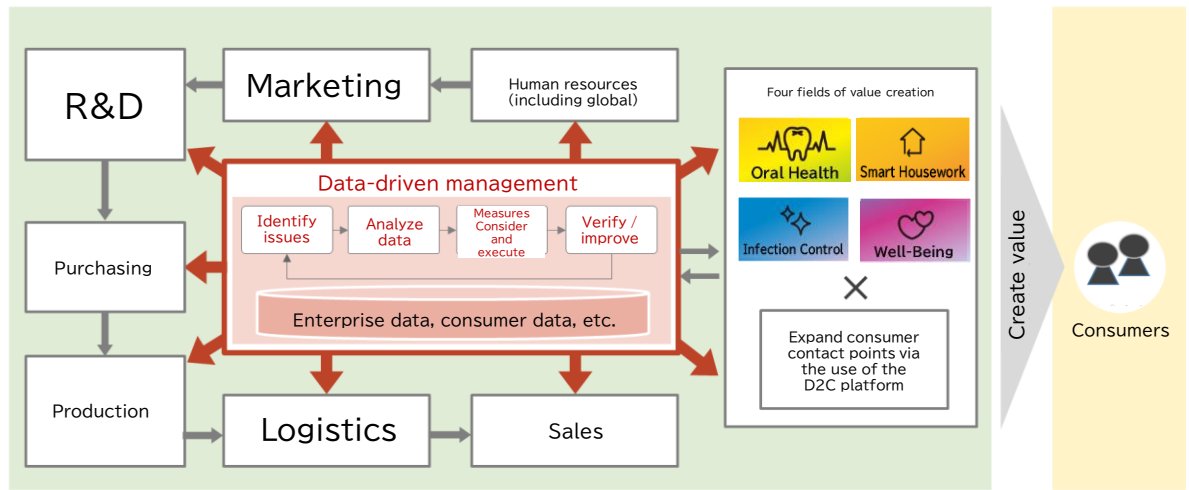 R&D
Marketing
Human resources
(including global)
Purchasing
Production
Logistics
Sales
Data-driven management
Identify
issues
Analyze
data
Measures
Consider
and
execute
Verify /
improve
Enterprise data, consumer data, etc.
Four fields of value creation
Oral Health
Smart Housework
Infection Control
Well-Being
×
Expand consumer
contact points via
the use of the
D2C platform
Create value
Consumers